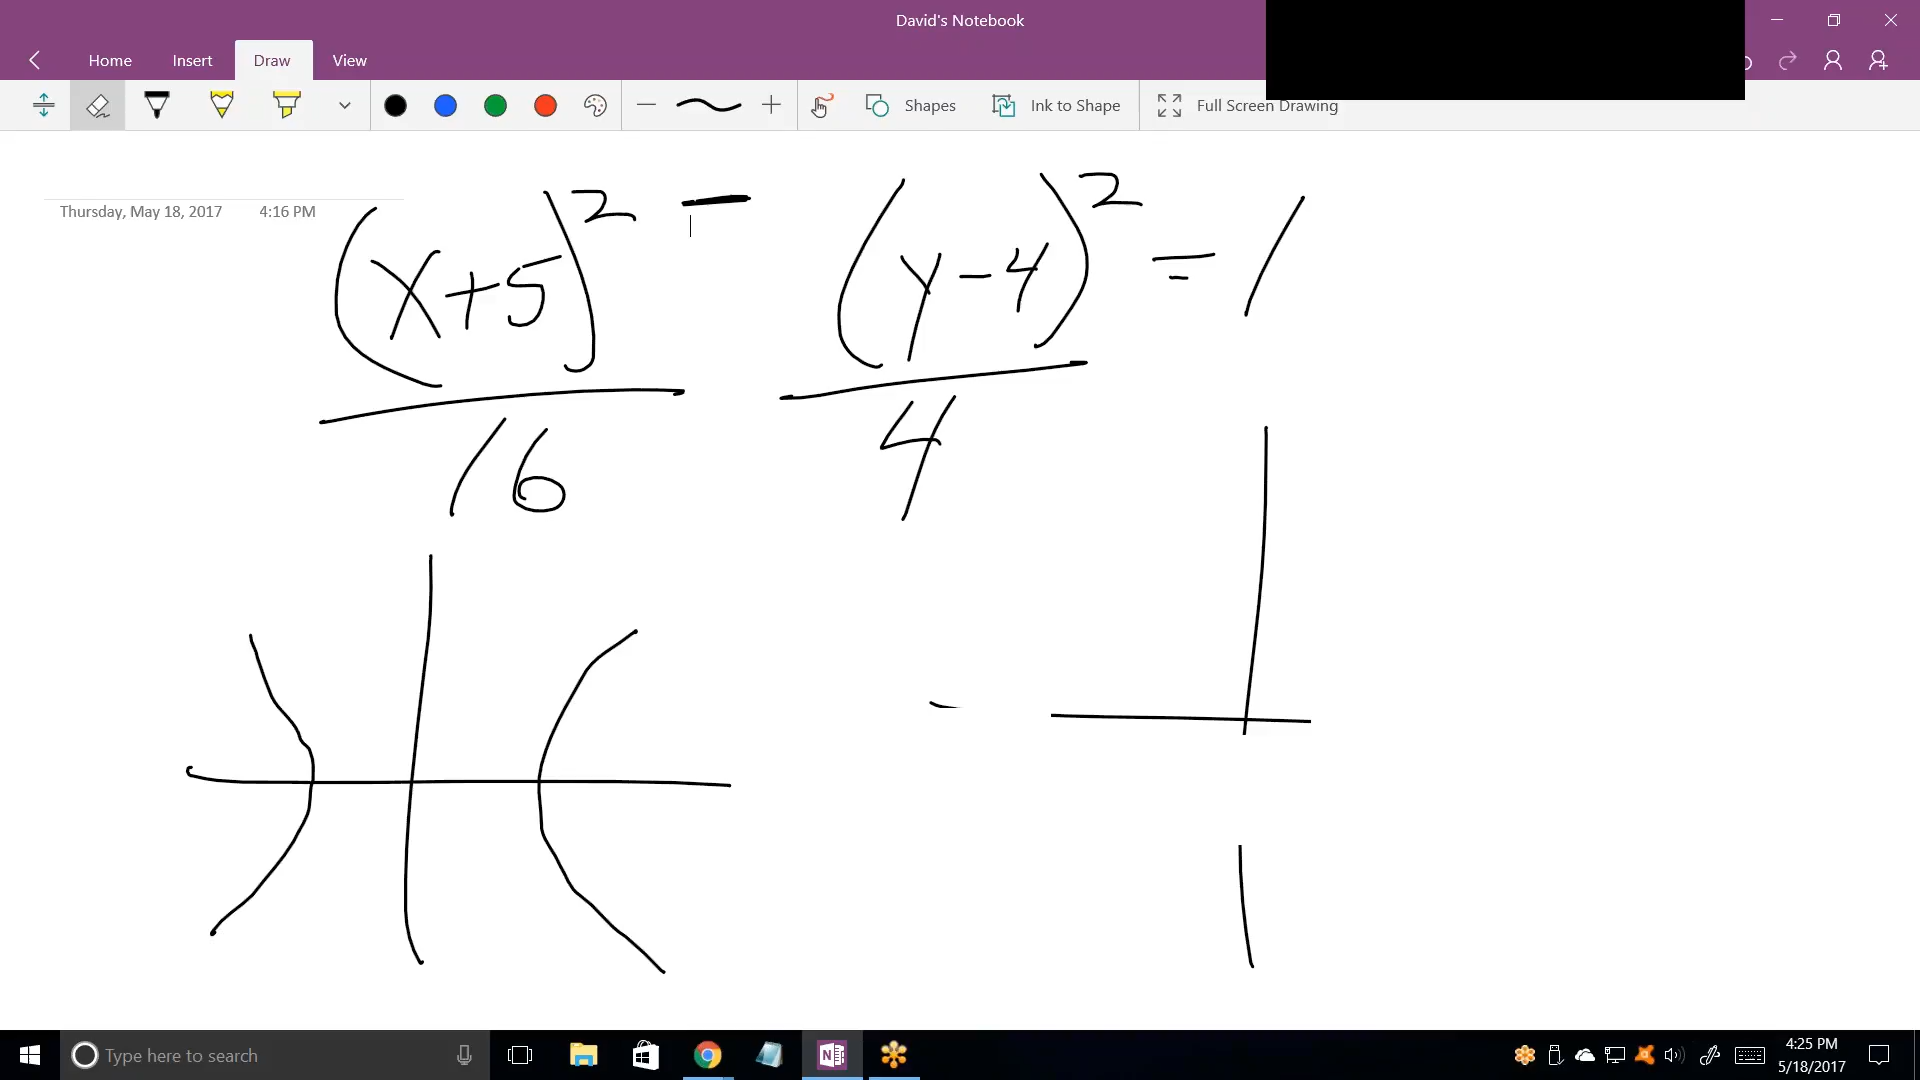 David's Notebook
Home Insert Draw View
Shapes Ink to Shape Full Screen Drawing
Thursday, May 18, 2017 4:16 PM
(x+5)² - (y-4)² = 1
16 4
Type here to search
4:25 PM
5/18/2017